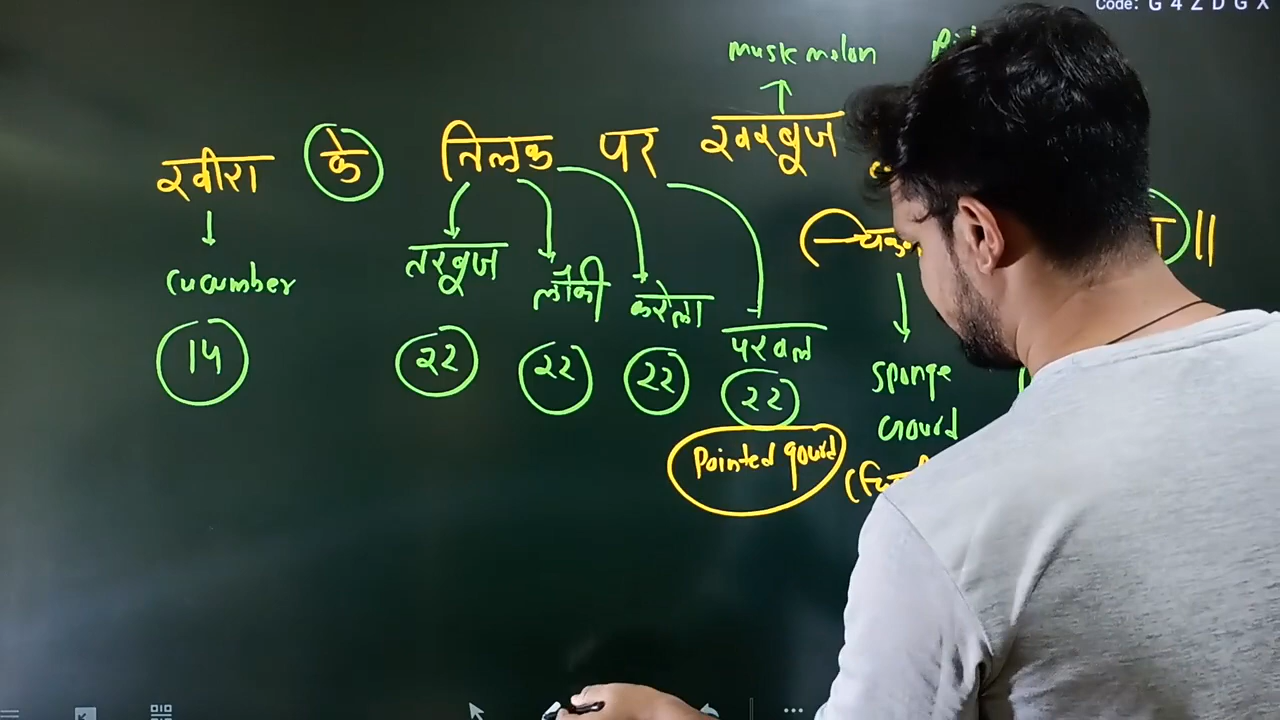 Code: G 4 Z D G X
musk melon
खीरा के तिलक पर खरबूज
तरबूज
लौकी करेला
cucumber
परवल
14
22 22 22 22
sponge
Gourd
Pointed gourd